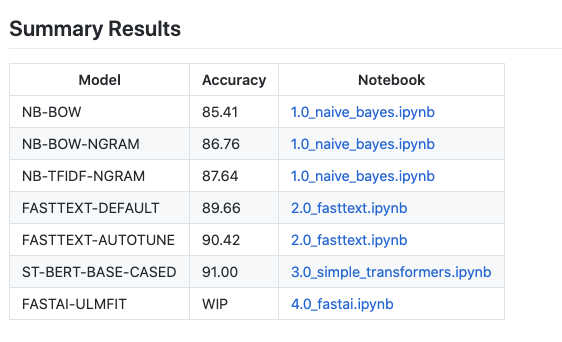 Summary Results
Model Accuracy Notebook
NB-BOW 85.41 1.0_naive_bayes.ipynb
NB-BOW-NGRAM 86.76 1.0_naive_bayes.ipynb
NB-TFIDF-NGRAM 87.64 1.0_naive_bayes.ipynb
FASTTEXT-DEFAULT 89.66 2.0_fasttext.ipynb
FASTTEXT-AUTOTUNE 90.42 2.0_fasttext.ipynb
ST-BERT-BASE-CASED 91.00 3.0_simple_transformers.ipynb
FASTAI-ULMFIT WIP 4.0_fastai.ipynb